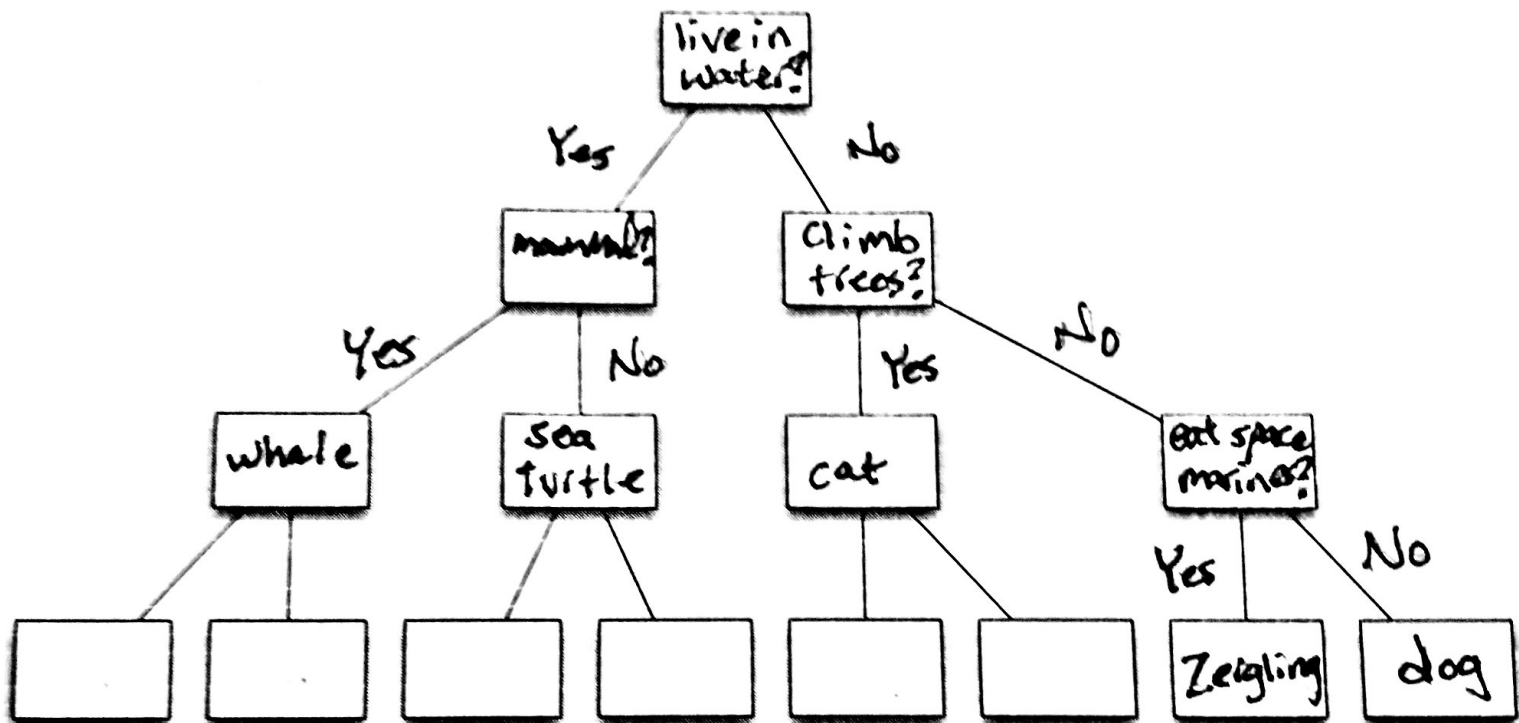 live in
water?
Yes
No
mammal?
Climb
trees?
Yes
No
Yes
No
whale
sea
turtle
cat
eat space
marines?
Yes
No
Zergling
dog